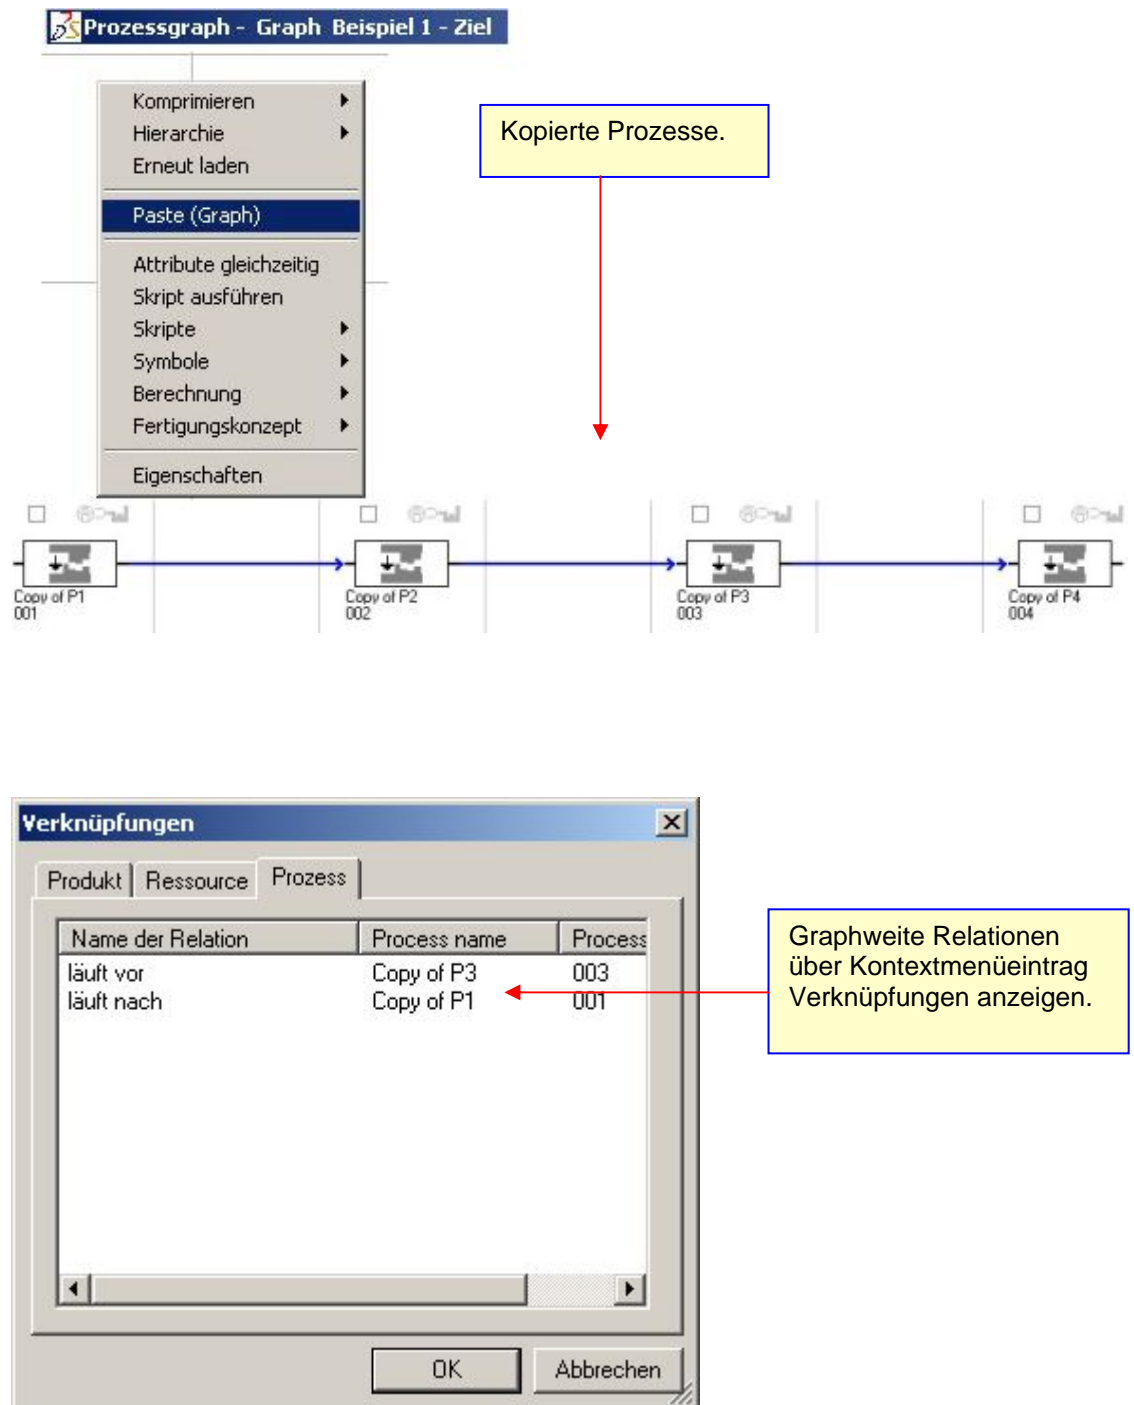 Prozessgraph - Graph Beispiel 1 - Ziel
Komprimieren
Hierarchie
Erneut laden
Paste (Graph)
Attribute gleichzeitig
Skript ausführen
Skripte
Symbole
Berechnung
Fertigungskonzept
Eigenschaften
Kopierte Prozesse.
Copy of P1
001
Copy of P2
002
Copy of P3
003
Copy of P4
004
Verknüpfungen
Produkt Ressource Prozess
Name der Relation Process name Process
läuft vor Copy of P3 003
läuft nach Copy of P1 001
OK Abbrechen
Graphweite Relationen
über Kontextmenüeintrag
Verknüpfungen anzeigen.